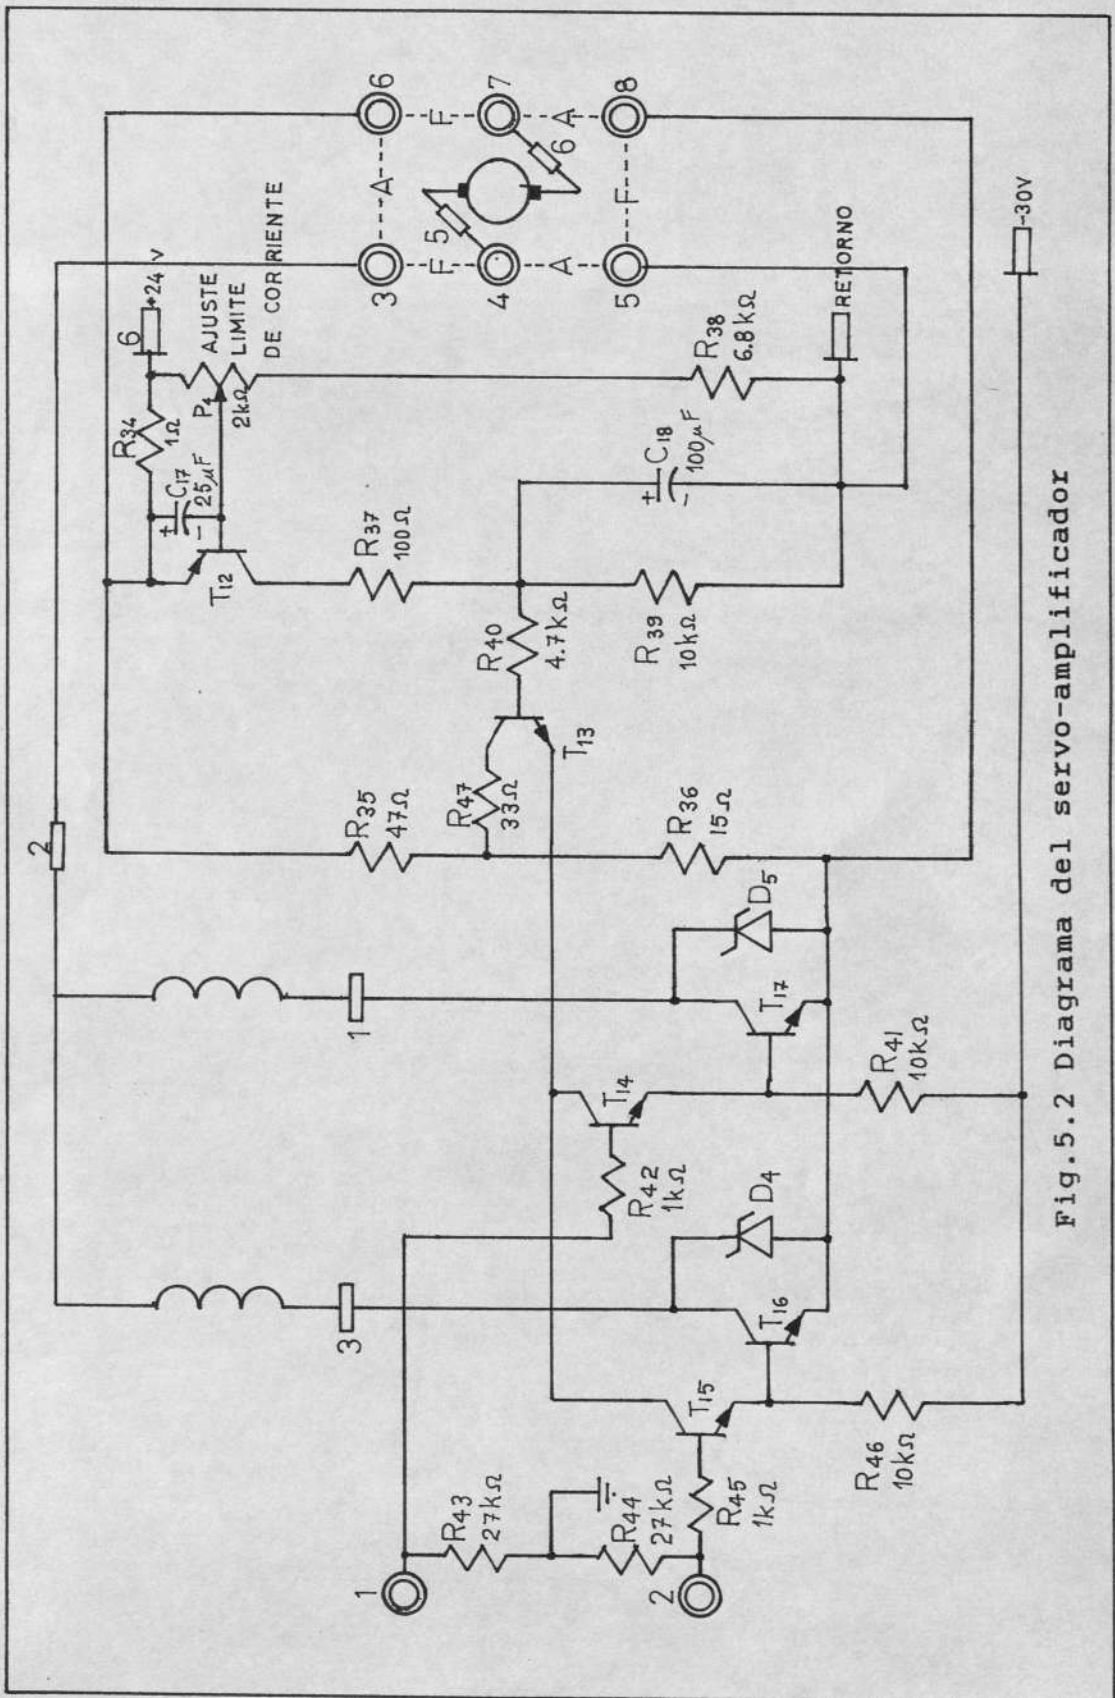 6
+24 V
R34
1Ω
C17
25µF
+
-
P4
2kΩ
AJUSTE
LIMITE
DE CORRIENTE
T12
R37
100Ω
R40
4.7kΩ
R39
10kΩ
C18
100µF
+
-
R38
6.8kΩ
RETORNO
-30V
3
A
6
F
F
5
4
7
6
A
A
5
F
8
2
R35
47Ω
R47
33Ω
T13
R36
15Ω
1
D5
T17
T14
R41
10kΩ
R42
1kΩ
3
D4
T16
T15
R46
10kΩ
R45
1kΩ
R43
27kΩ
R44
27kΩ
1
2
Fig.5.2 Diagrama del servo-amplificador